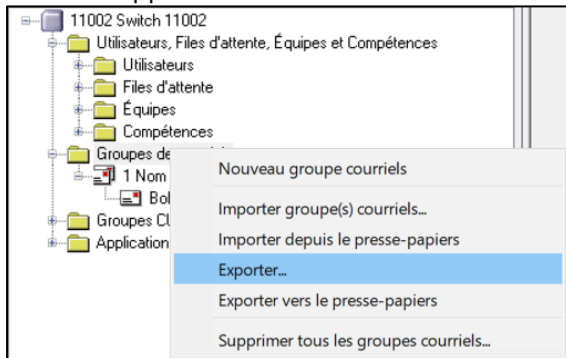 11002 Switch 11002
Utilisateurs, Files d'attente, Équipes et Compétences
Utilisateurs
Files d'attente
Équipes
Compétences
Groupes de
1 Nom
Groupes
Application
Nouveau groupe courriels
Importer groupe(s) courriels...
Importer depuis le presse-papiers
Exporter...
Exporter vers le presse-papiers
Supprimer tous les groupes courriels...